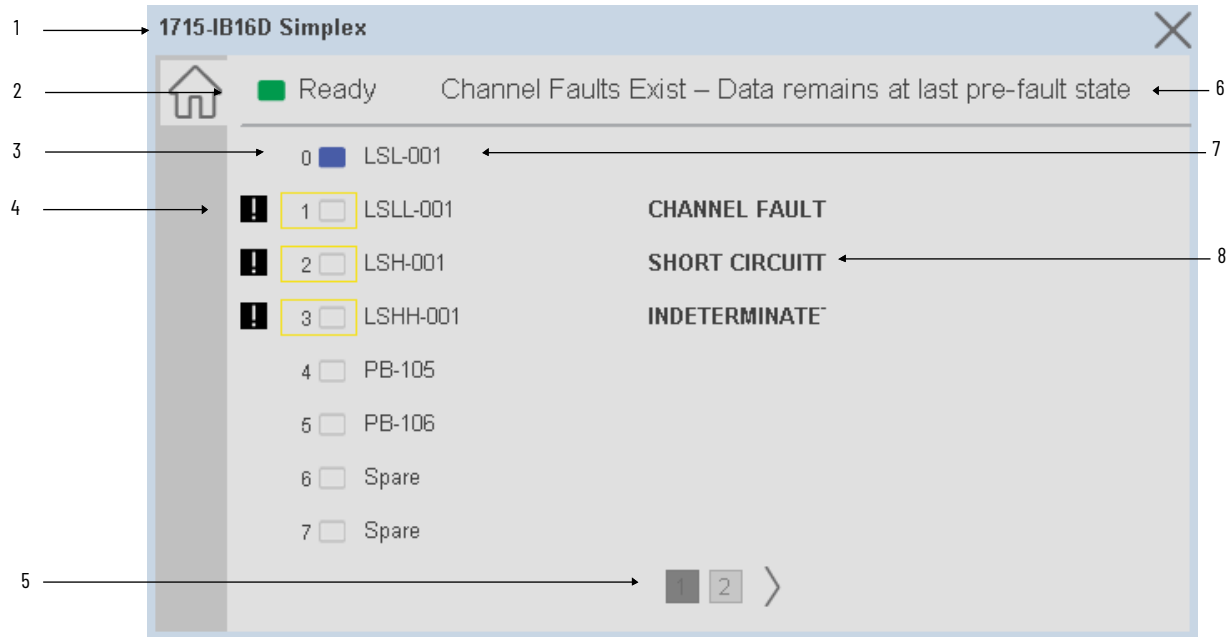 1 1715-IB16D Simplex
2 Ready Channel Faults Exist – Data remains at last pre-fault state 6
3 0 LSL-001 7
4 ! 1 LSLL-001 CHANNEL FAULT
! 2 LSH-001 SHORT CIRCUITT 8
! 3 LSHH-001 INDETERMINATE
4 PB-105
5 PB-106
6 Spare
7 Spare
5 1 2